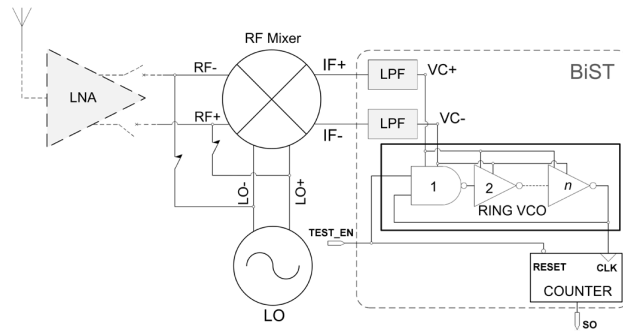 RF Mixer
BiST
LNA
RF-
RF+
IF+
IF-
LPF
LPF
VC+
VC-
1
2
n
RING VCO
LO-
LO+
LO
TEST_EN
RESET
CLK
COUNTER
SO